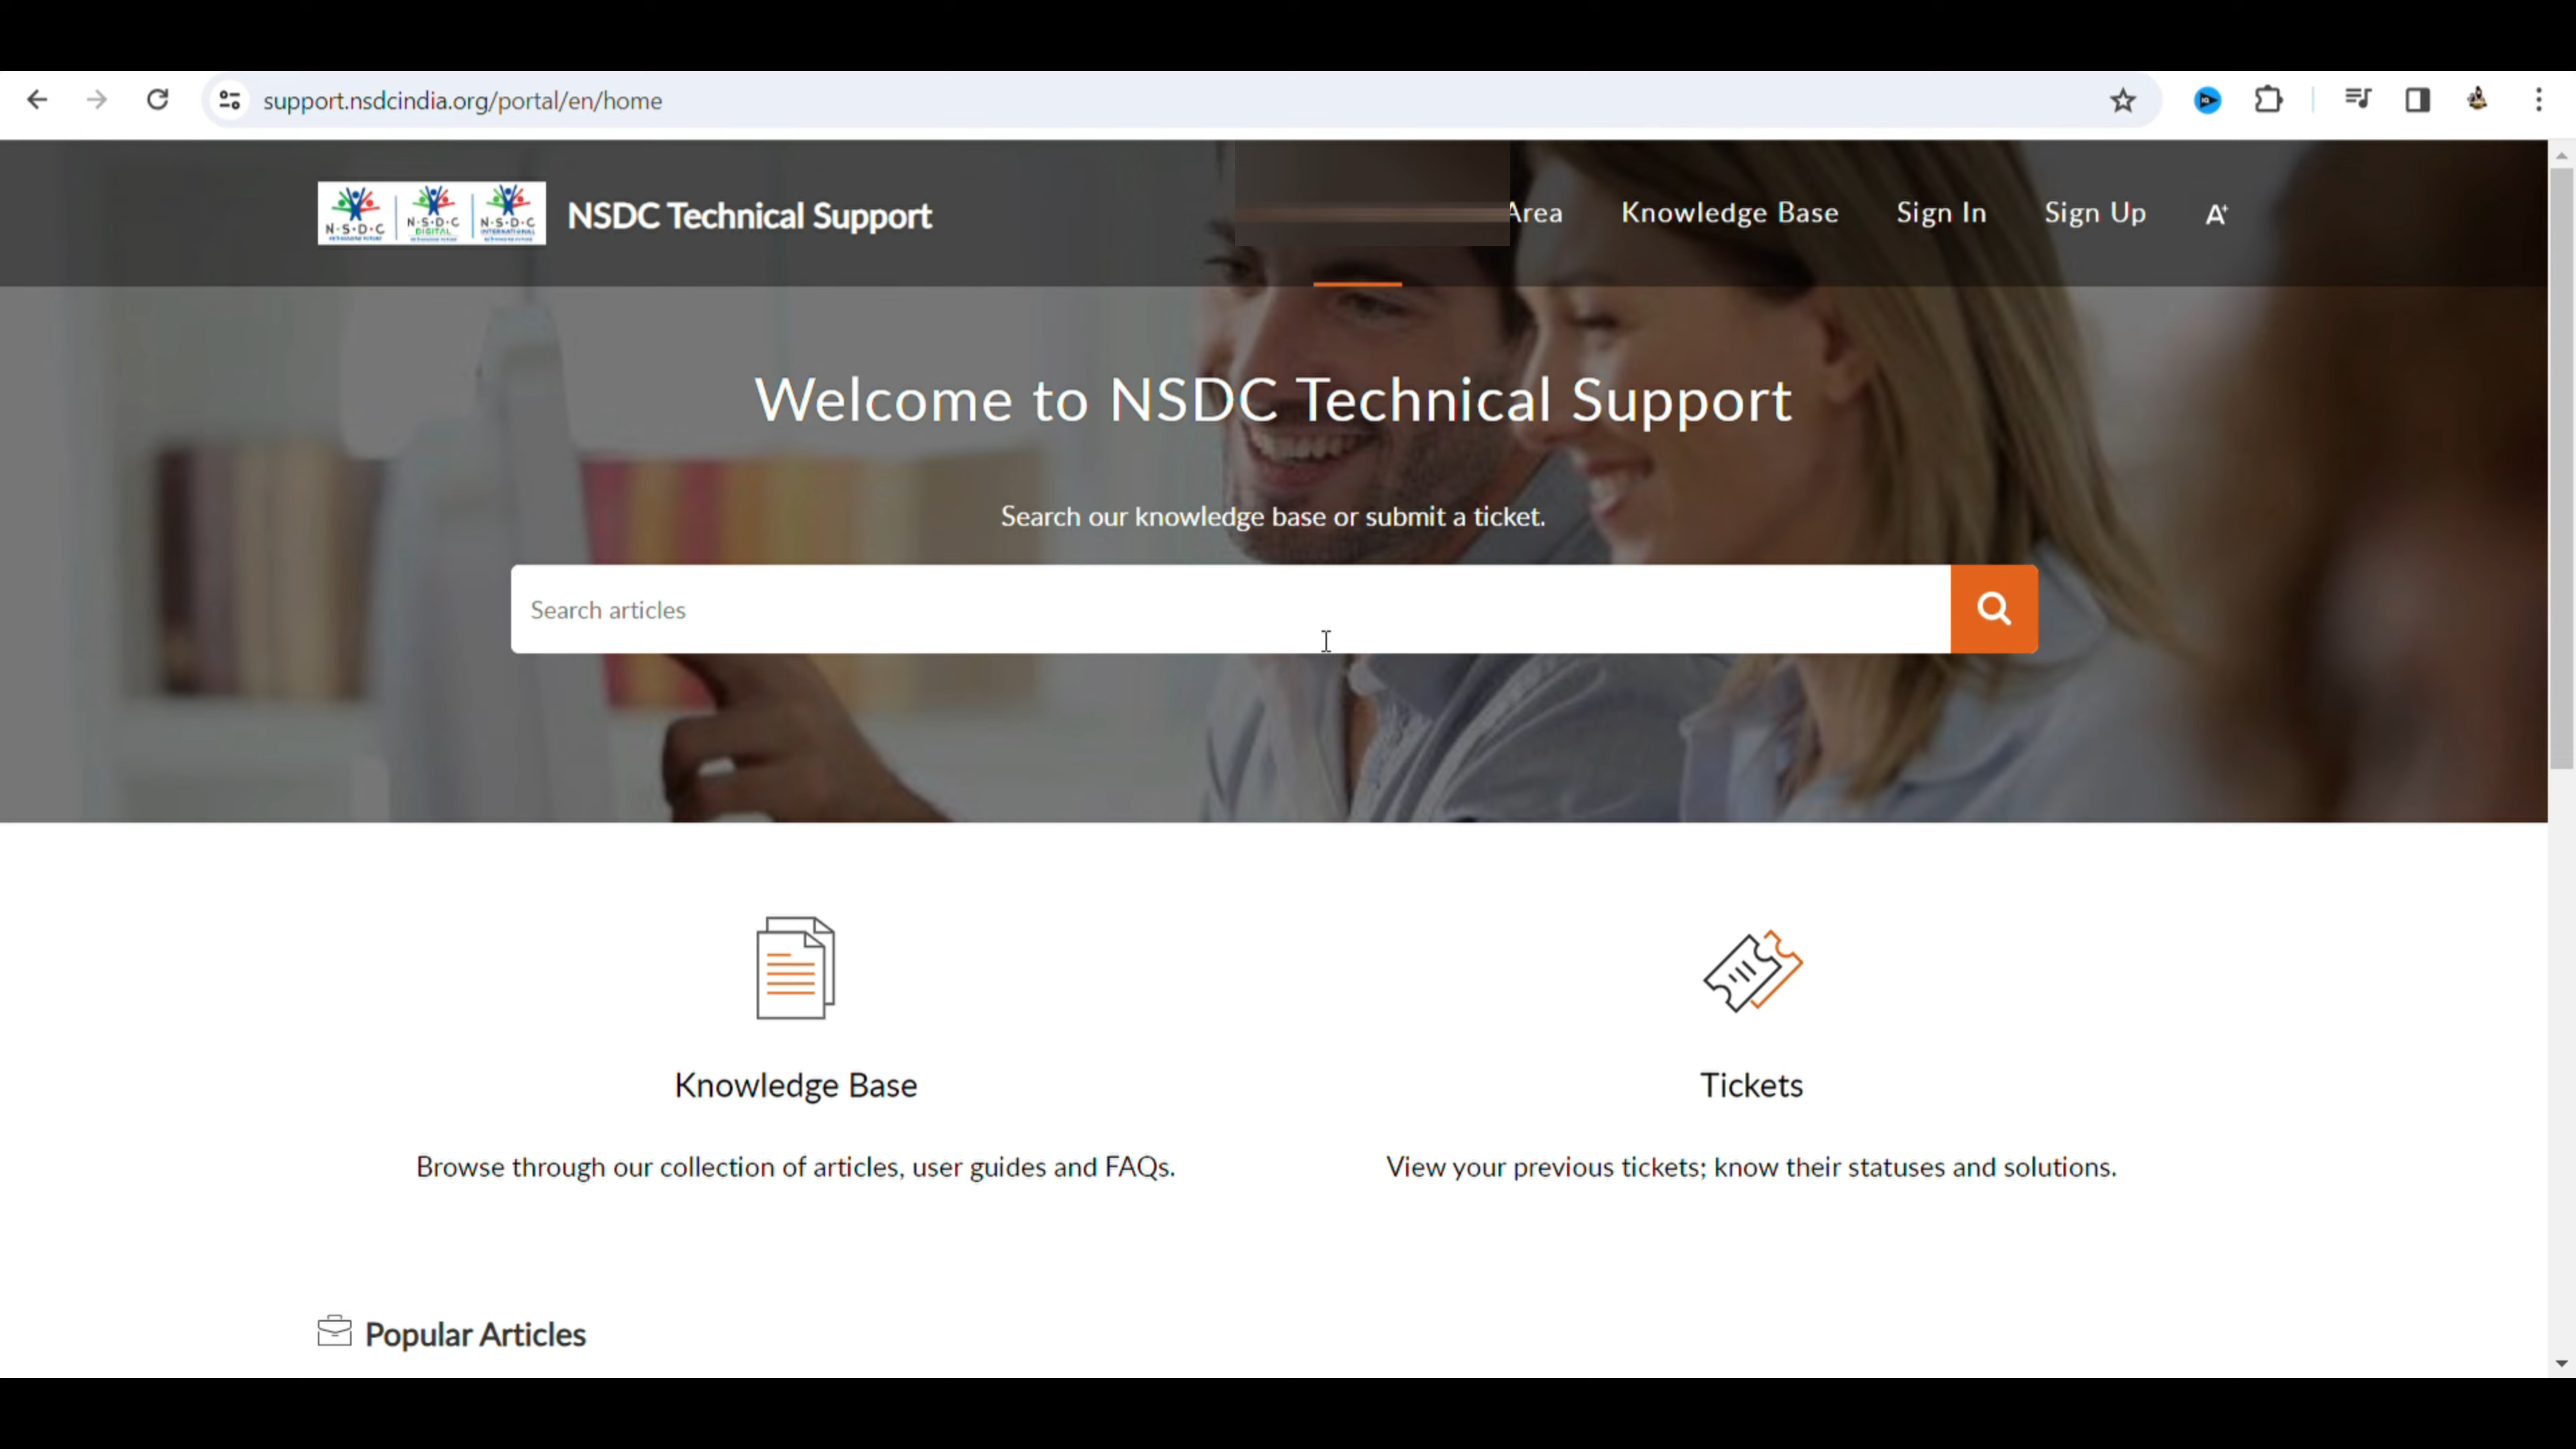 support.nsdcindia.org/portal/en/home
N·S·D·C
N·S·D·C
DIGITAL
N·S·D·C
INTERNATIONAL
NSDC Technical Support
Area
Knowledge Base
Sign In
Sign Up
A+
Welcome to NSDC Technical Support
Search our knowledge base or submit a ticket.
Search articles
Knowledge Base
Tickets
Browse through our collection of articles, user guides and FAQs.
View your previous tickets; know their statuses and solutions.
Popular Articles